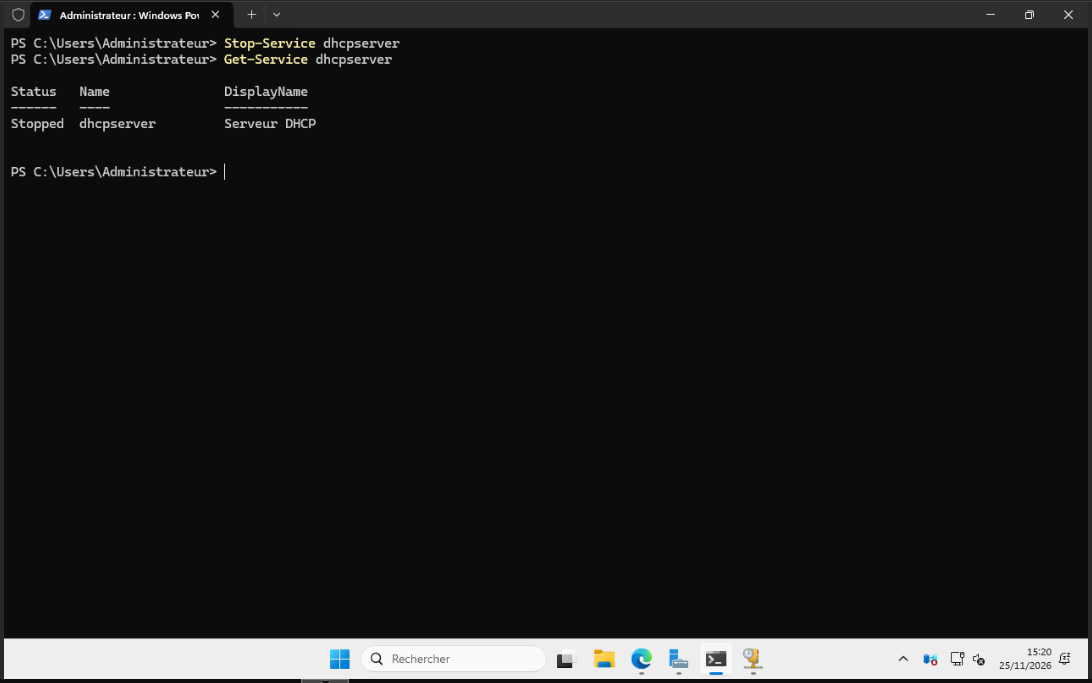 Administrateur : Windows Pov
PS C:\Users\Administrateur> Stop-Service dhcpserver
PS C:\Users\Administrateur> Get-Service dhcpserver
Status Name DisplayName
------ ---- -----------
Stopped dhcpserver Serveur DHCP
PS C:\Users\Administrateur>
Rechercher
15:20
25/11/2026